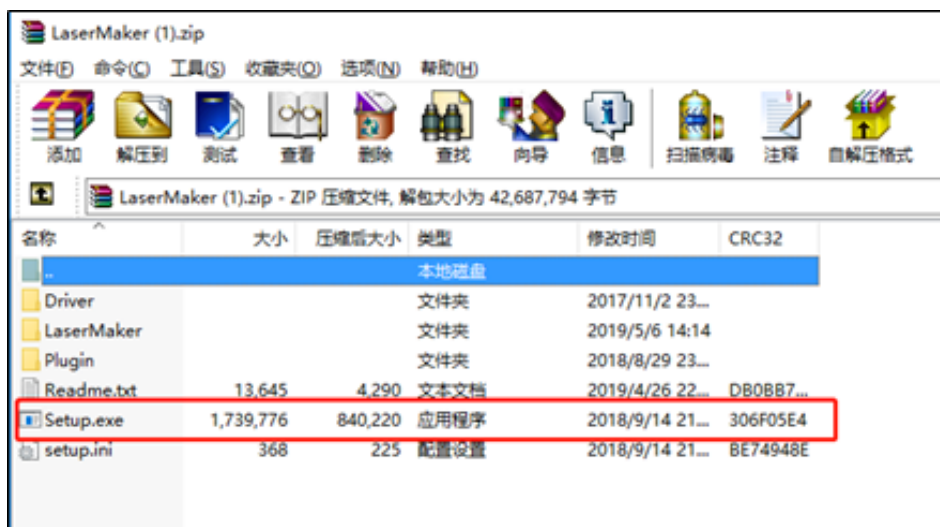 LaserMaker (1).zip
文件(F) 命令(C) 工具(S) 收藏夹(O) 选项(N) 帮助(H)
添加 解压到 测试 查看 删除 查找 向导 信息 扫描病毒 注释 自解压格式
LaserMaker (1).zip - ZIP 压缩文件, 解包大小为 42,687,794 字节
名称 大小 压缩后大小 类型 修改时间 CRC32
.. 本地磁盘
Driver 文件夹 2017/11/2 23...
LaserMaker 文件夹 2019/5/6 14:14
Plugin 文件夹 2018/8/29 23...
Readme.txt 13,645 4,290 文本文档 2019/4/26 22... DB0BB7...
Setup.exe 1,739,776 840,220 应用程序 2018/9/14 21... 306F05E4
setup.ini 368 225 配置设置 2018/9/14 21... BE74948E